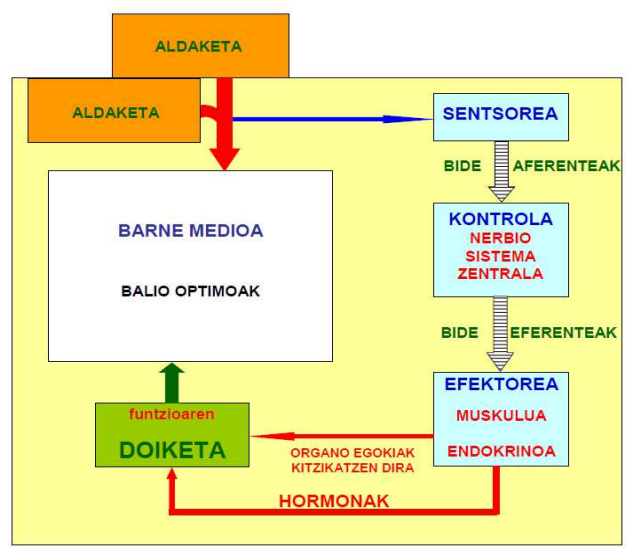 ALDAKETA
ALDAKETA
SENTSOREA
BIDE AFERENTEAK
KONTROLA
NERBIO
SISTEMA
ZENTRALA
BARNE MEDIOA
BALIO OPTIMOAK
BIDE EFERENTEAK
EFEKTOREA
MUSKULUA
ENDOKRINOA
funtzioaren
DOIKETA
ORGANO EGOKIAK
KITZIKATZEN DIRA
HORMONAK